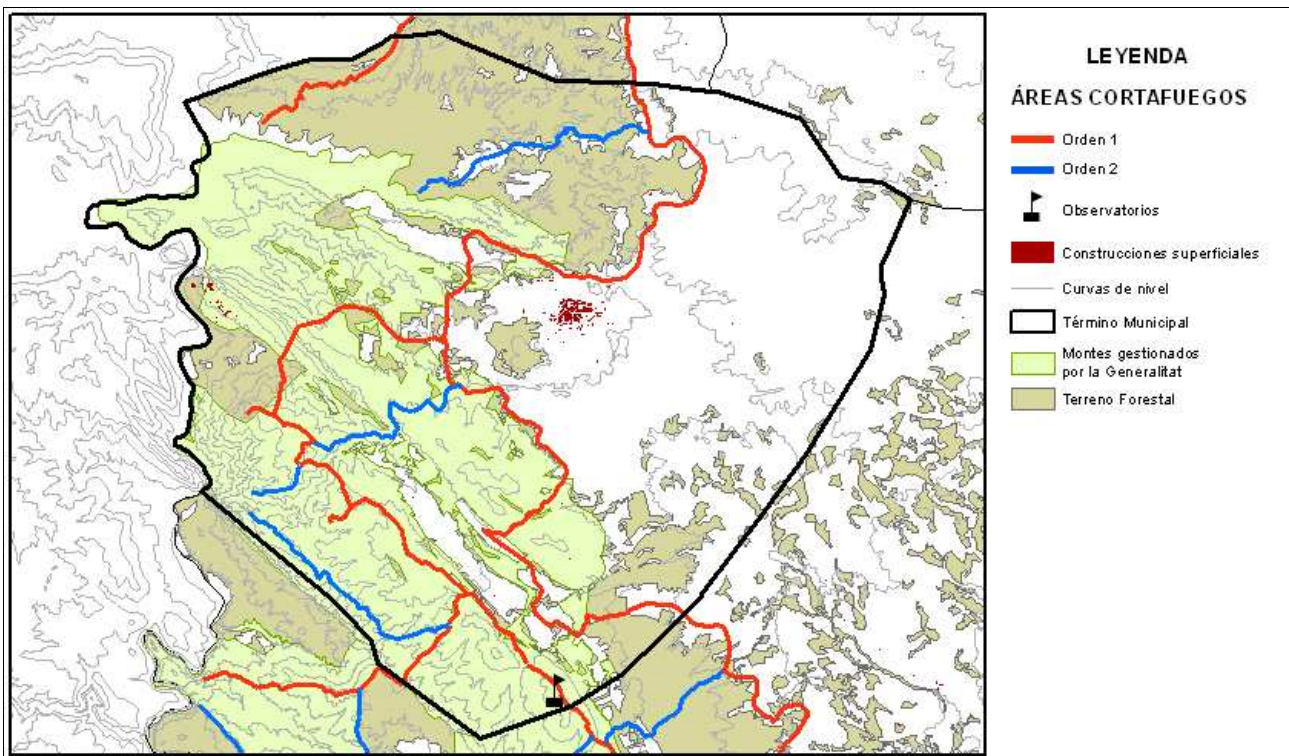 LEYENDA
ÁREAS CORTAFUEGOS
Orden 1
Orden 2
Observatorios
Construcciones superficiales
Curvas de nivel
Término Municipal
Montes gestionados
por la Generalitat
Terreno Forestal